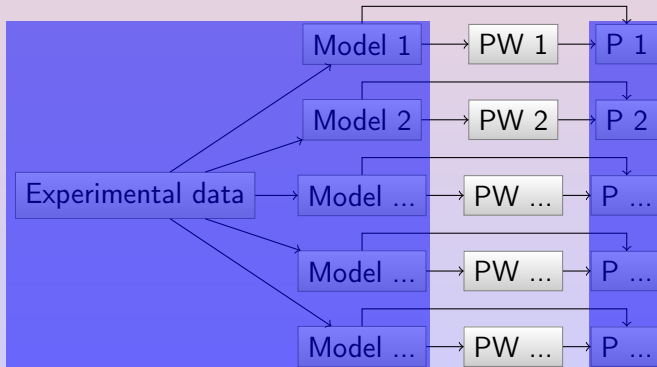 Model 1 PW 1 P 1
Model 2 PW 2 P 2
Experimental data Model ... PW ... P ...
Model ... PW ... P ...
Model ... PW ... P ...